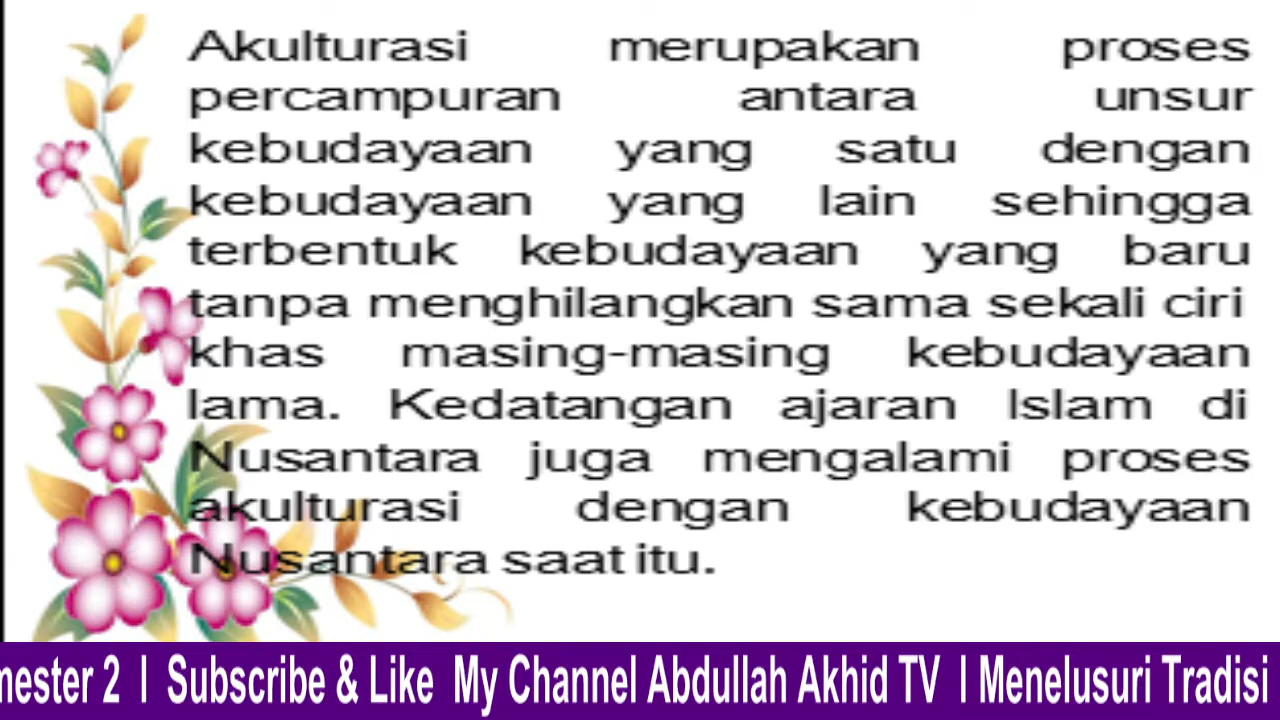 Akulturasi merupakan proses
percampuran antara unsur
kebudayaan yang satu dengan
kebudayaan yang lain sehingga
terbentuk kebudayaan yang baru
tanpa menghilangkan sama sekali ciri
khas masing-masing kebudayaan
lama. Kedatangan ajaran Islam di
Nusantara juga mengalami proses
akulturasi dengan kebudayaan
Nusantara saat itu.
mester 2 I Subscribe & Like My Channel Abdullah Akhid TV I Menelusuri Tradisi